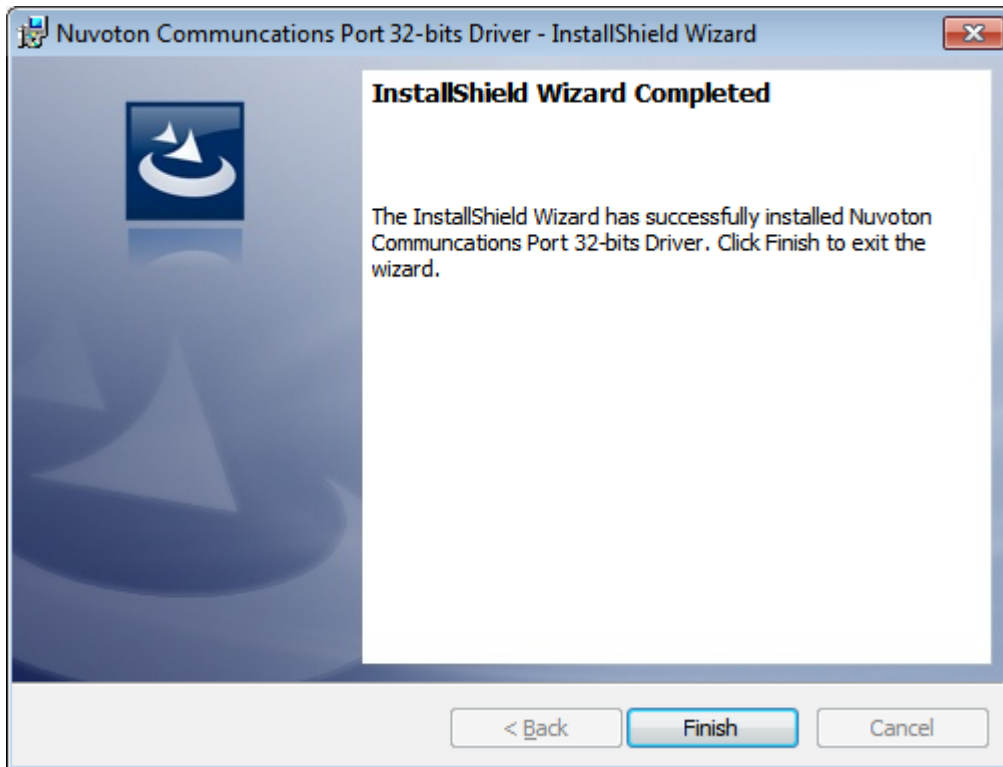 Nuvoton Communcations Port 32-bits Driver - InstallShield Wizard
InstallShield Wizard Completed
The InstallShield Wizard has successfully installed Nuvoton
Communcations Port 32-bits Driver. Click Finish to exit the
wizard.
< Back Finish Cancel